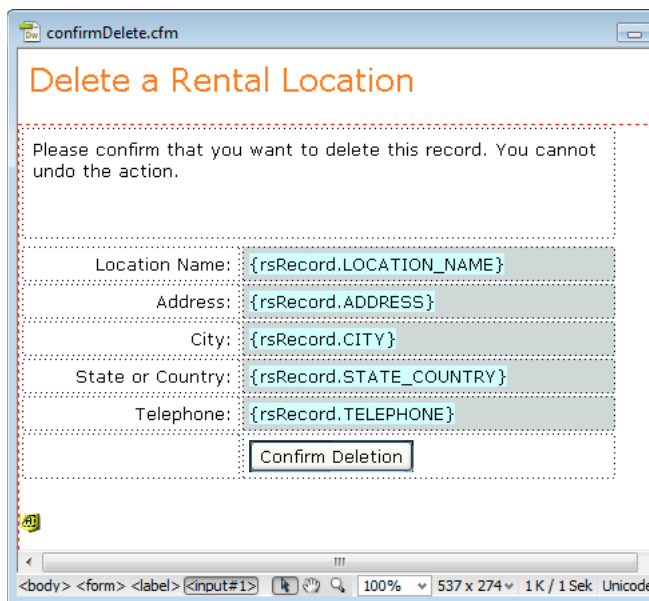 confirmDelete.cfm
Delete a Rental Location
Please confirm that you want to delete this record. You cannot
undo the action.
Location Name: {rsRecord.LOCATION_NAME}
Address: {rsRecord.ADDRESS}
City: {rsRecord.CITY}
State or Country: {rsRecord.STATE_COUNTRY}
Telephone: {rsRecord.TELEPHONE}
Confirm Deletion
<body> <form> <label> <input#1> 100% 537 x 274 1 K / 1 Sek Unicode